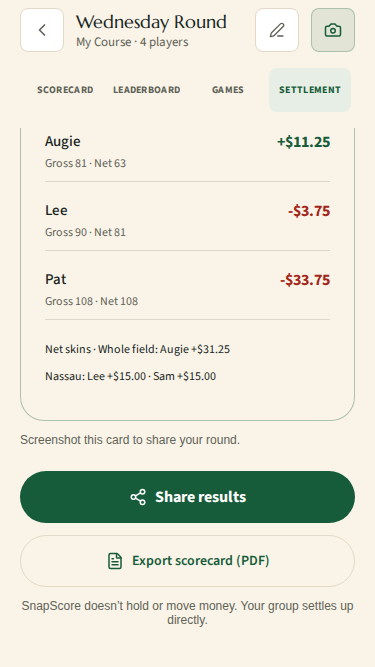 Wednesday Round
My Course · 4 players
SCORECARD LEADERBOARD GAMES SETTLEMENT
Augie +$11.25
Gross 81 · Net 63
Lee -$3.75
Gross 90 · Net 81
Pat -$33.75
Gross 108 · Net 108
Net skins · Whole field: Augie +$31.25
Nassau: Lee +$15.00 · Sam +$15.00
Screenshot this card to share your round.
Share results
Export scorecard (PDF)
SnapScore doesn’t hold or move money. Your group settles up
directly.